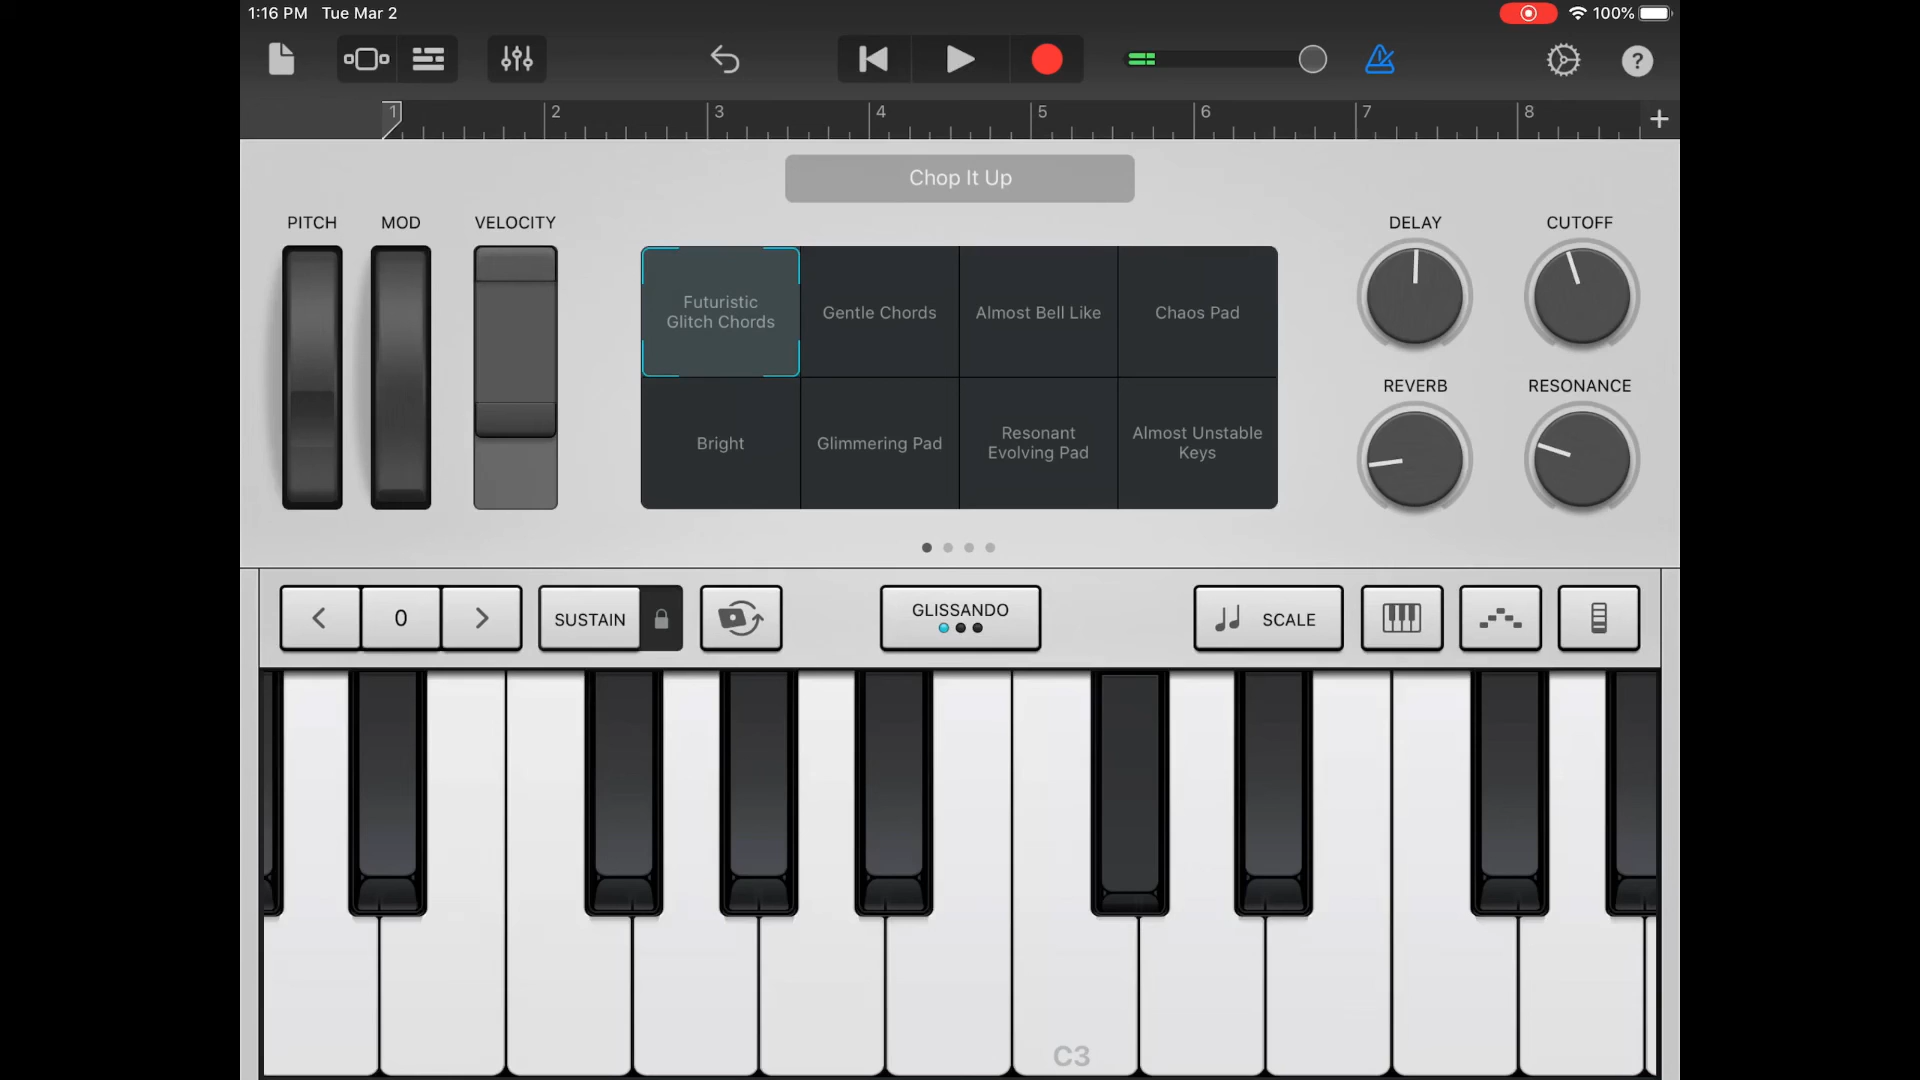 1:16 PM Tue Mar 2
100%
1 2 3 4 5 6 7 8
Chop It Up
PITCH MOD VELOCITY
DELAY CUTOFF
Futuristic
Glitch Chords
Gentle Chords
Almost Bell Like
Chaos Pad
REVERB RESONANCE
Bright
Glimmering Pad
Resonant
Evolving Pad
Almost Unstable
Keys
0
SUSTAIN
GLISSANDO
SCALE
C3